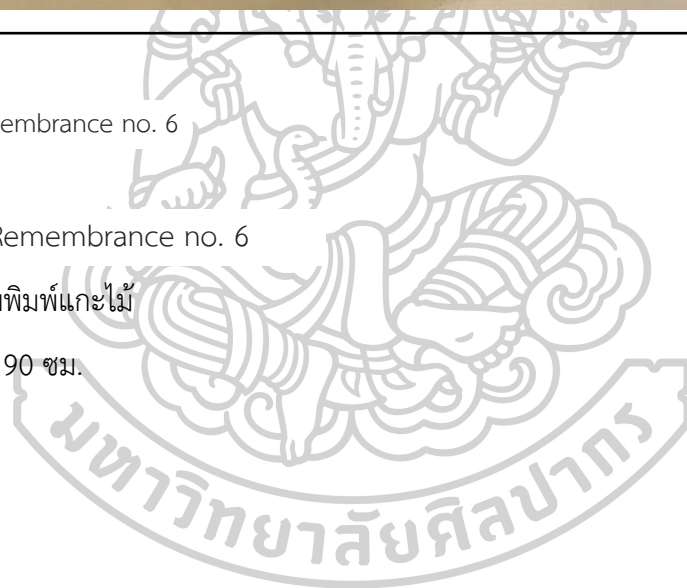 embrance no. 6
Remembrance no. 6
พิมพ์แกะไม้
90 ซม.
มหาวิทยาลัยศิลปากร